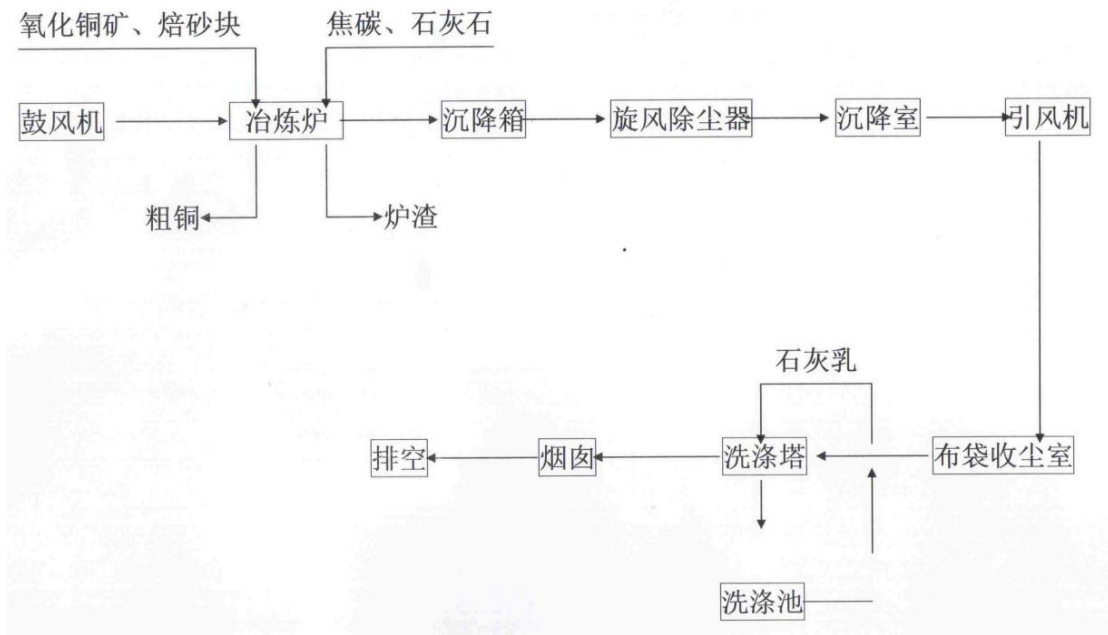 氧化铜矿、焙砂块
焦碳、石灰石
鼓风机
冶炼炉
沉降箱
旋风除尘器
沉降室
引风机
粗铜
炉渣
石灰乳
排空
烟囱
洗涤塔
布袋收尘室
洗涤池